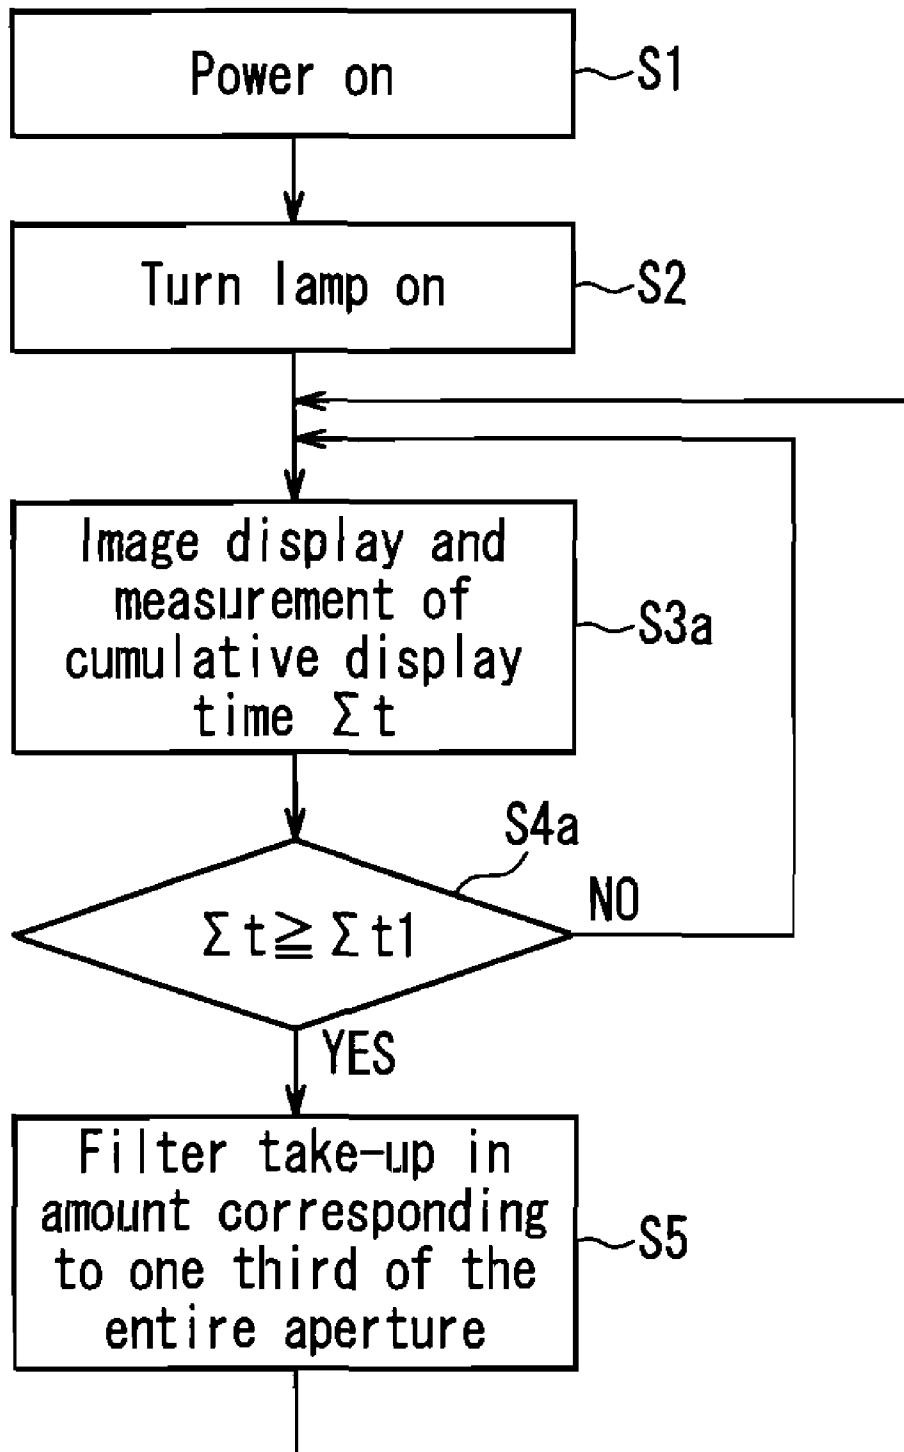 Power on
S1
Turn lamp on
S2
Image display and
measurement of
cumulative display
time Σt
S3a
S4a
Σt≧Σt1
NO
YES
Filter take-up in
amount corresponding
to one third of the
entire aperture
S5